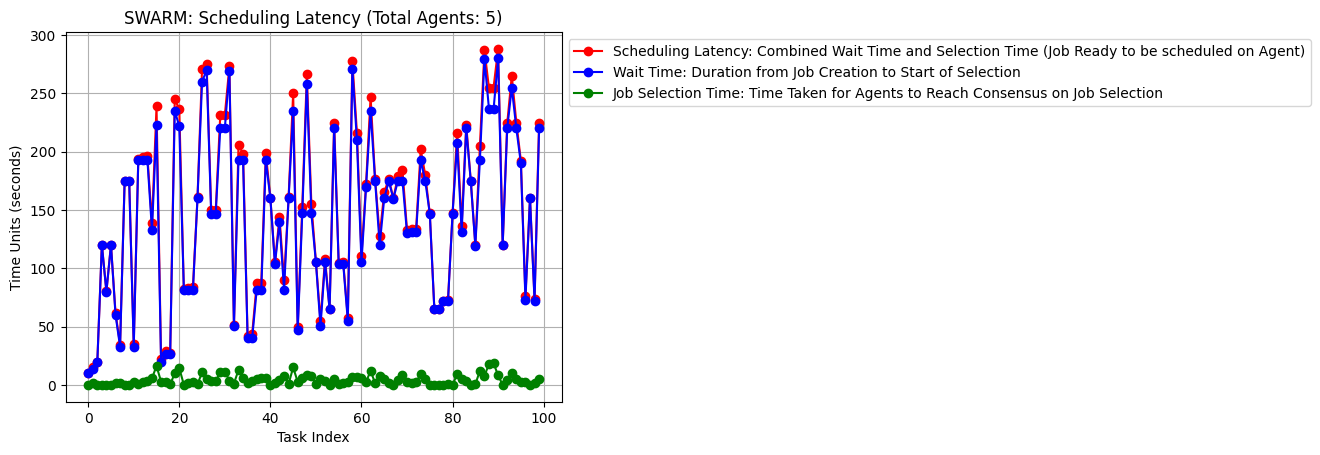 SWARM: Scheduling Latency (Total Agents: 5)
300
250
200
150
100
50
0
Time Units (seconds)
0 20 40 60 80 100
Task Index
Scheduling Latency: Combined Wait Time and Selection Time (Job Ready to be scheduled on Agent)
Wait Time: Duration from Job Creation to Start of Selection
Job Selection Time: Time Taken for Agents to Reach Consensus on Job Selection